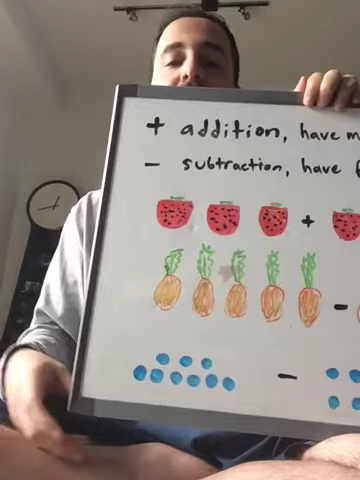 + addition, have m
- subtraction, have
+
-
-